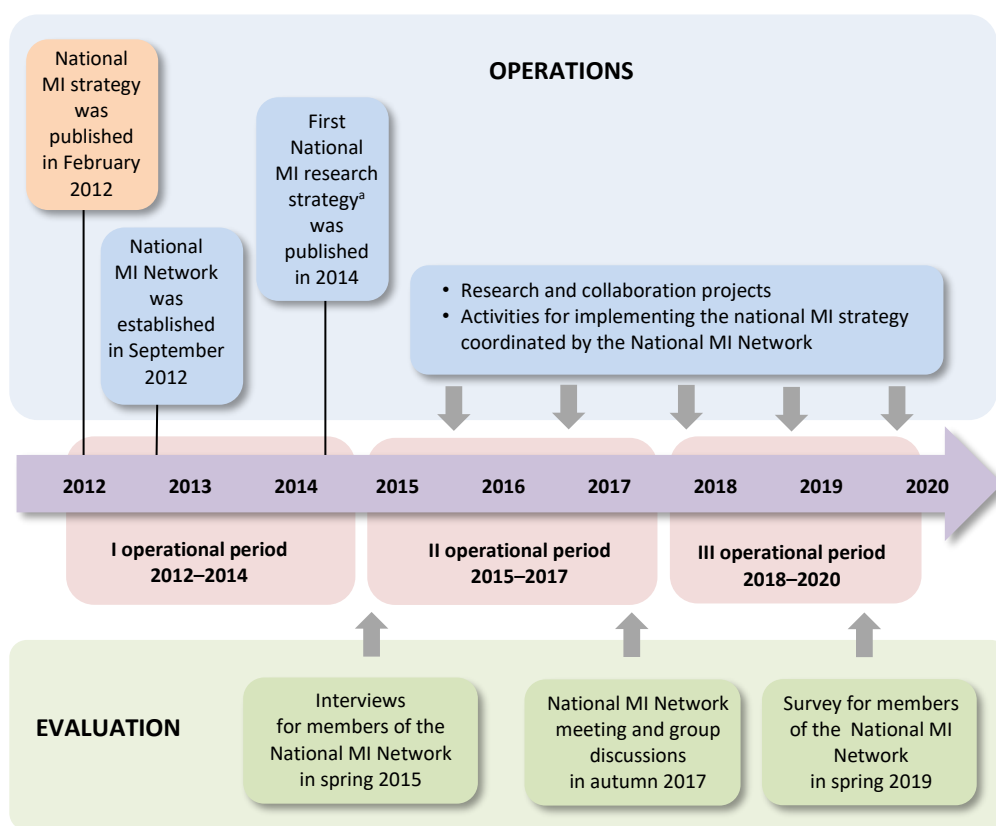 OPERATIONS
National
MI strategy
was
published
in February
2012
National
MI Network
was
established
in September
2012
First
National
MI research
strategyᵃ
was
published
in 2014
• Research and collaboration projects
• Activities for implementing the national MI strategy
coordinated by the National MI Network
2012 2013 2014 2015 2016 2017 2018 2019 2020
I operational period
2012–2014
II operational period
2015–2017
III operational period
2018–2020
EVALUATION
Interviews
for members of the
National MI Network
in spring 2015
National MI Network
meeting and group
discussions
in autumn 2017
Survey for members
of the National MI
Network
in spring 2019